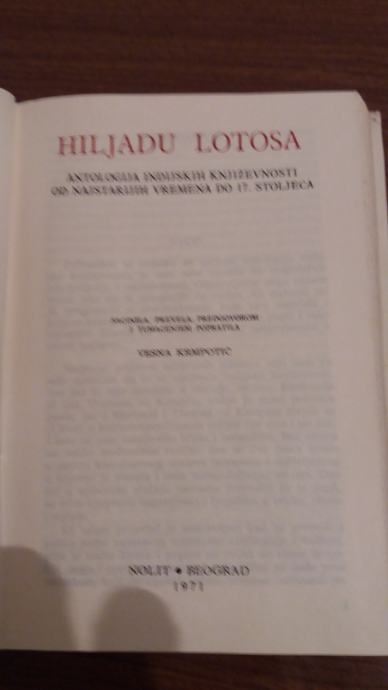 HILJADU LOTOSA
ANTOLOGIJA INDIJSKIH KNJIŽEVNOSTI
OD NAJSTARIJIH VREMENA DO 17. STOLJEĆA
SAČINILA, PREVELA, PREDGOVOROM
I TUMAČENJEM POPRATILA
VESNA KRMPOTIĆ
NOLIT • BEOGRAD
1971